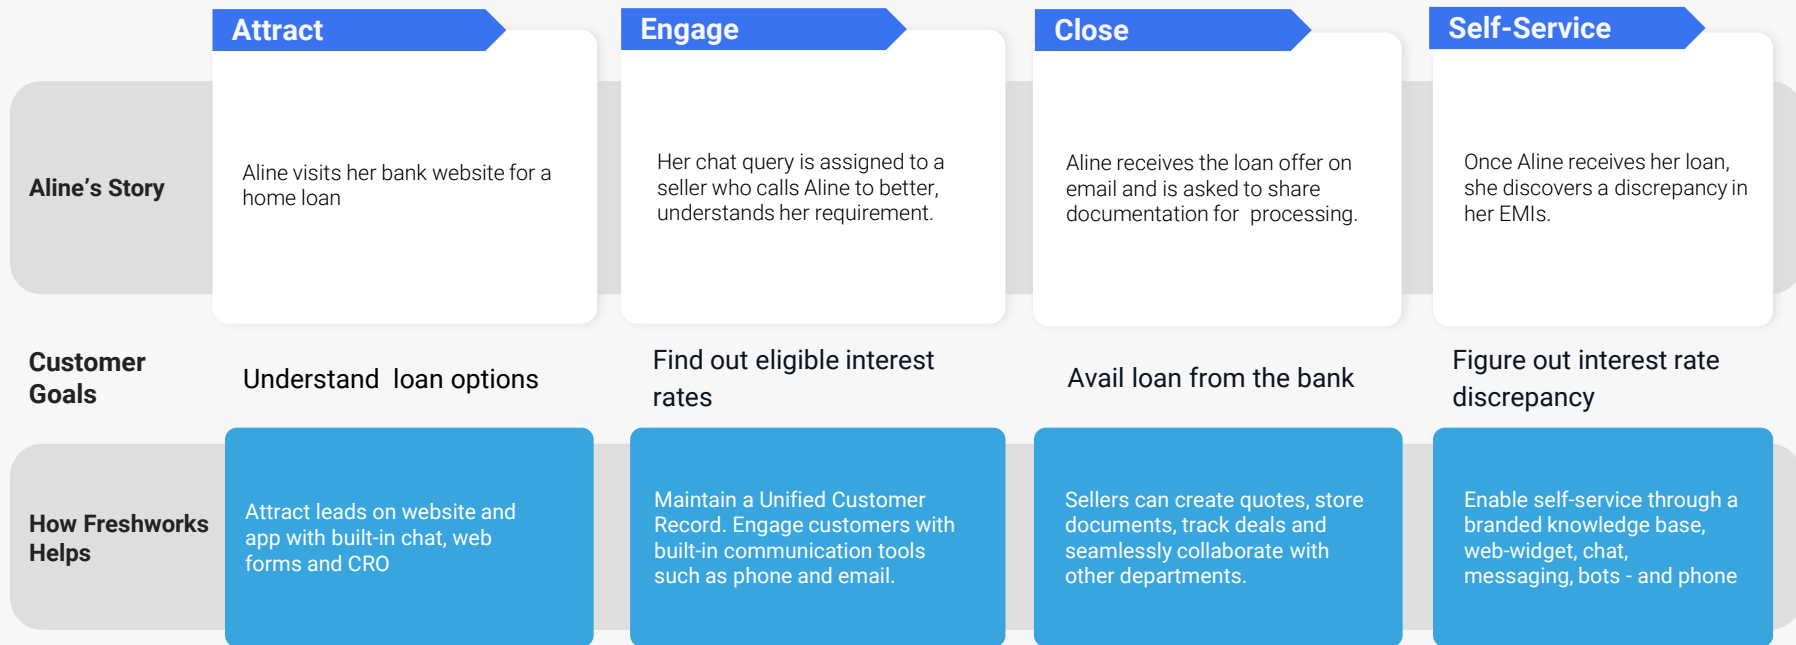 Attract
Engage
Close
Self-Service
Aline's Story
Aline visits her bank website for a
home loan
Her chat query is assigned to a
seller who calls Aline to better,
understands her requirement.
Aline receives the loan offer on
email and is asked to share
documentation for  processing.
Once Aline receives her loan,
she discovers a discrepancy in
her EMIs.
Customer
Goals
Understand  loan options
Find out eligible interest
rates
Avail loan from the bank
Figure out interest rate
discrepancy
How Freshworks
Helps
Attract leads on website and
app with built-in chat, web
forms and CRO
Maintain a Unified Customer
Record. Engage customers with
built-in communication tools
such as phone and email.
Sellers can create quotes, store
documents, track deals and
seamlessly collaborate with
other departments.
Enable self-service through a
branded knowledge base,
web-widget, chat,
messaging, bots - and phone